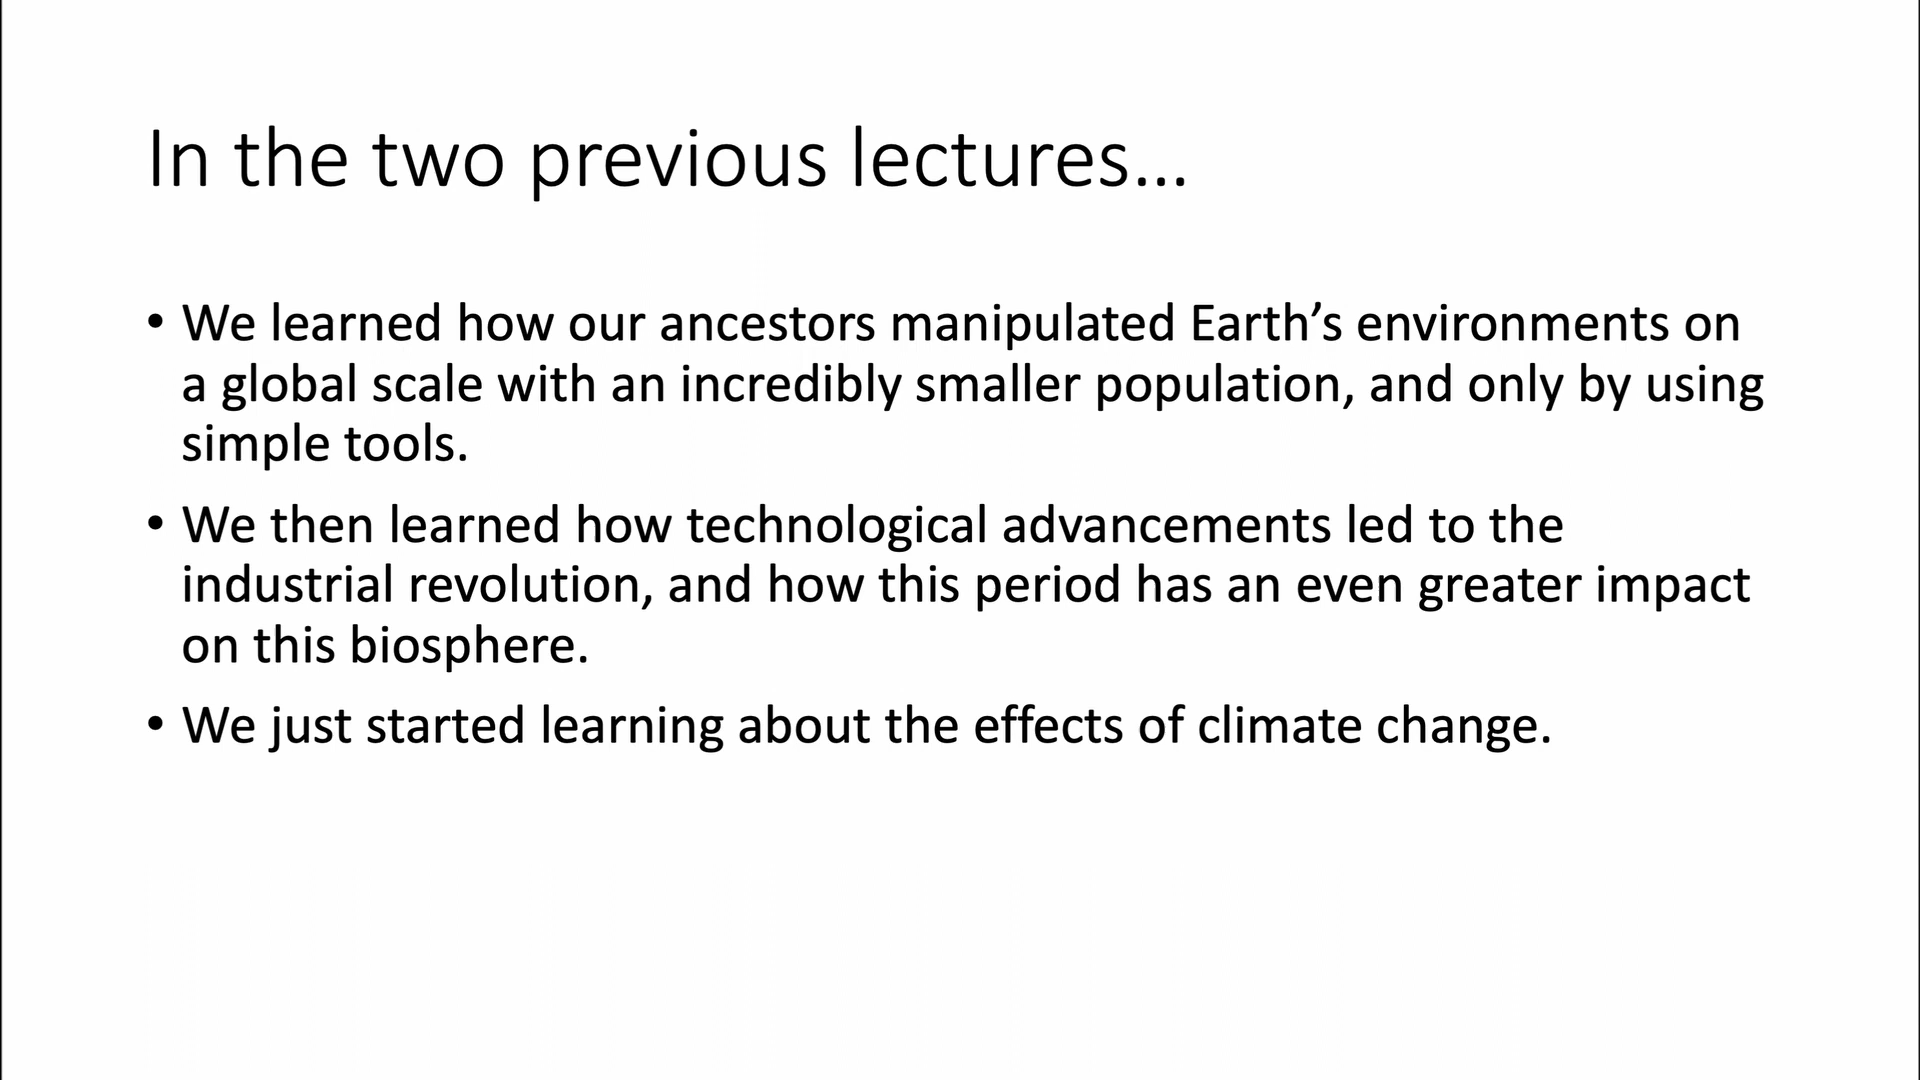 In the two previous lectures...
• We learned how our ancestors manipulated Earth’s environments on
a global scale with an incredibly smaller population, and only by using
simple tools.
• We then learned how technological advancements led to the
industrial revolution, and how this period has an even greater impact
on this biosphere.
• We just started learning about the effects of climate change.